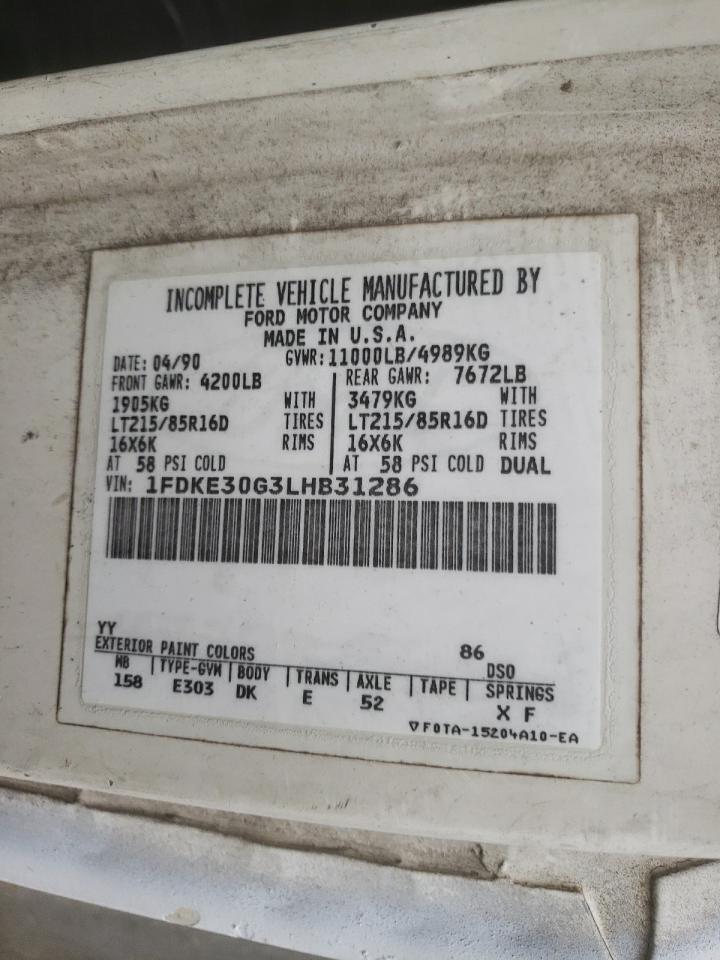 INCOMPLETE VEHICLE MANUFACTURED BY
FORD MOTOR COMPANY
MADE IN U.S.A.
DATE: 04/90 GVWR: 11000LB/4989KG
FRONT GAWR: 4200LB REAR GAWR: 7672LB
1905KG WITH 3479KG WITH
LT215/85R16D TIRES LT215/85R16D TIRES
16X6K RIMS 16X6K RIMS
AT 58 PSI COLD AT 58 PSI COLD DUAL
VIN: 1FDKE30G3LHB31286
YY 86
EXTERIOR PAINT COLORS DSO
WB TYPE-GVW BODY TRANS AXLE TAPE SPRINGS
158 E303 DK E 52 X F
▽F0TA-15204A10-EA